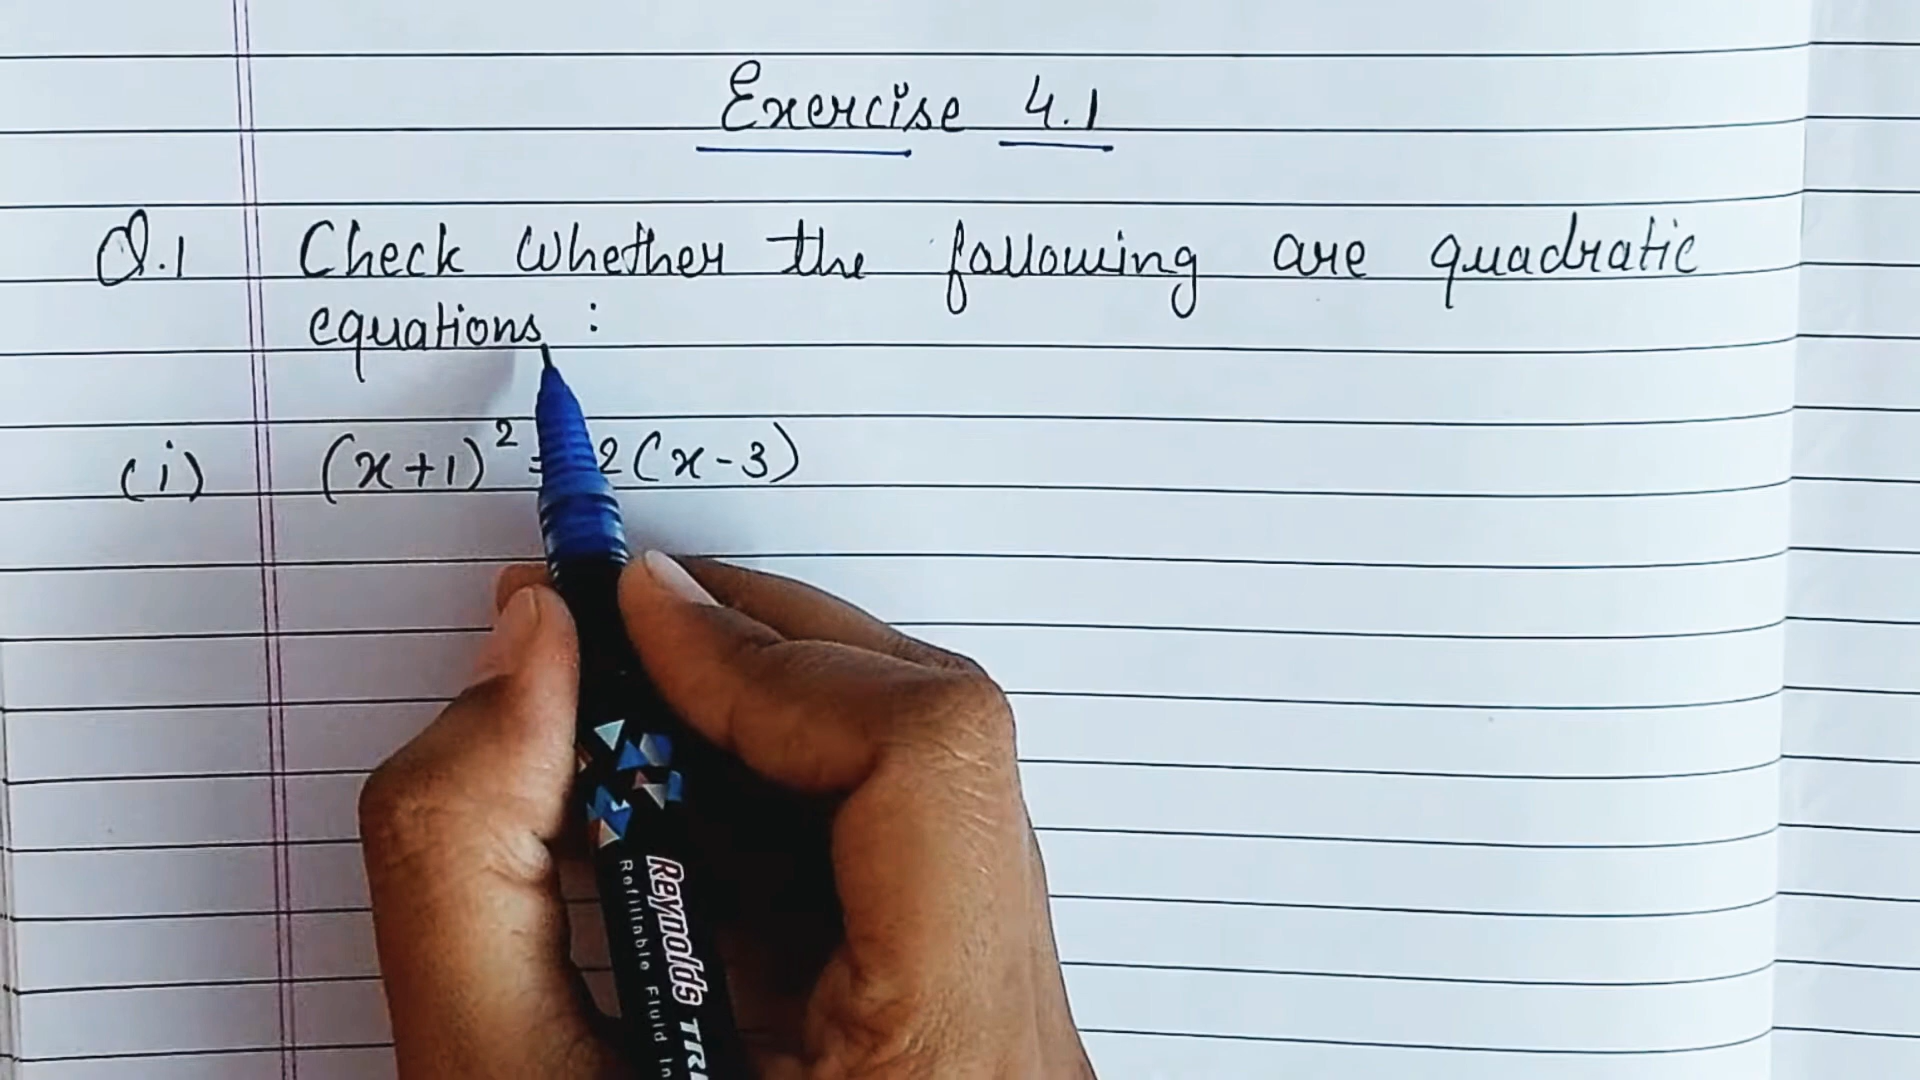 Exercise 4.1
Q.1 Check Whether the following are quadratic
equations :
(i) (x+1)² = 2(x-3)
Reynolds
Refillable Fluid In